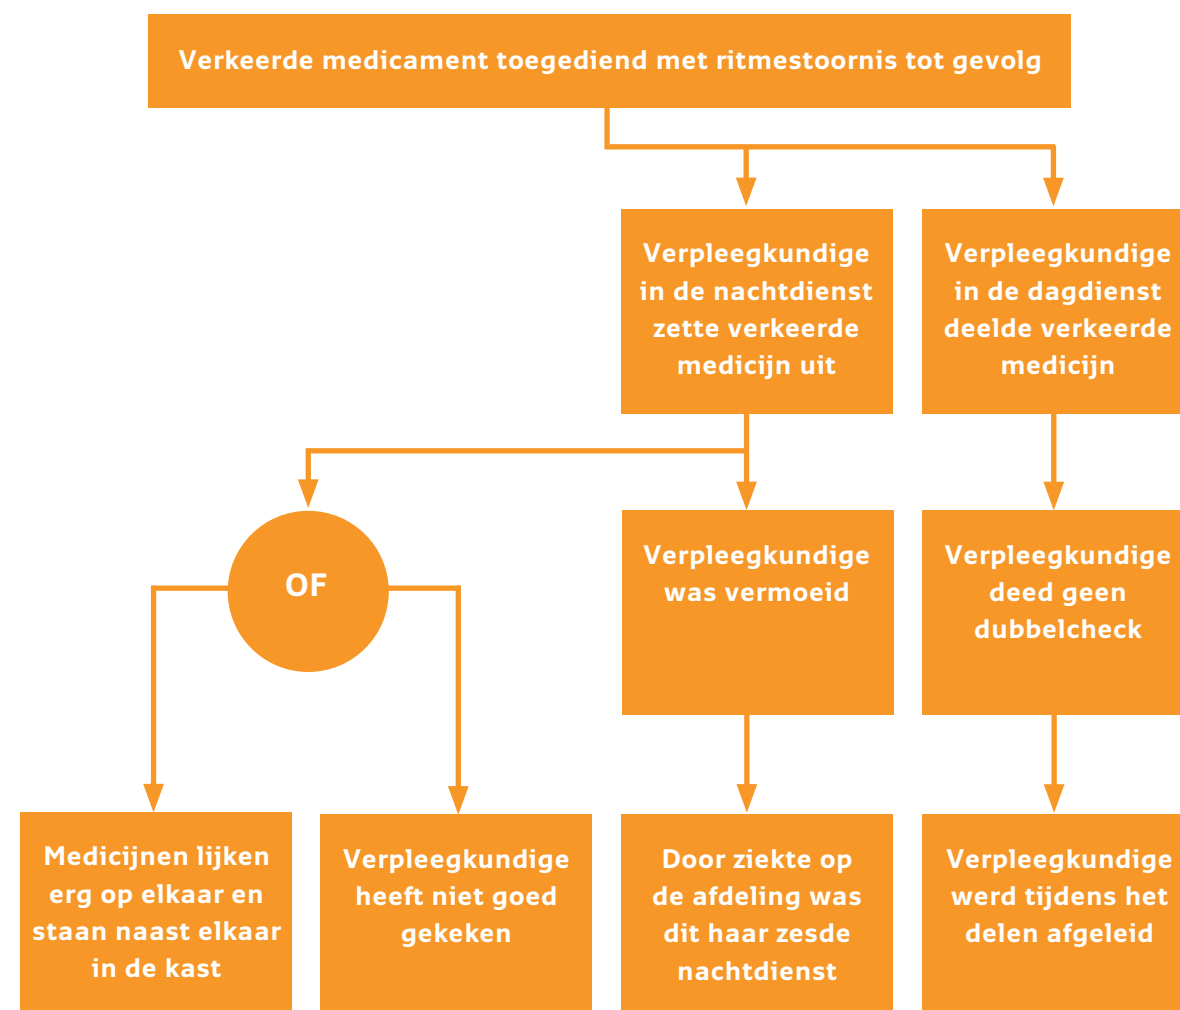 Verkeerde medicament toegediend met ritmestoornis tot gevolg
Verpleegkundige
in de nachtdienst
zette verkeerde
medicijn uit
Verpleegkundige
in de dagdienst
deelde verkeerde
medicijn
OF
Verpleegkundige
was vermoeid
Verpleegkundige
deed geen
dubbelcheck
Medicijnen lijken
erg op elkaar en
staan naast elkaar
in de kast
Verpleegkundige
heeft niet goed
gekeken
Door ziekte op
de afdeling was
dit haar zesde
nachtdienst
Verpleegkundige
werd tijdens het
delen afgeleid